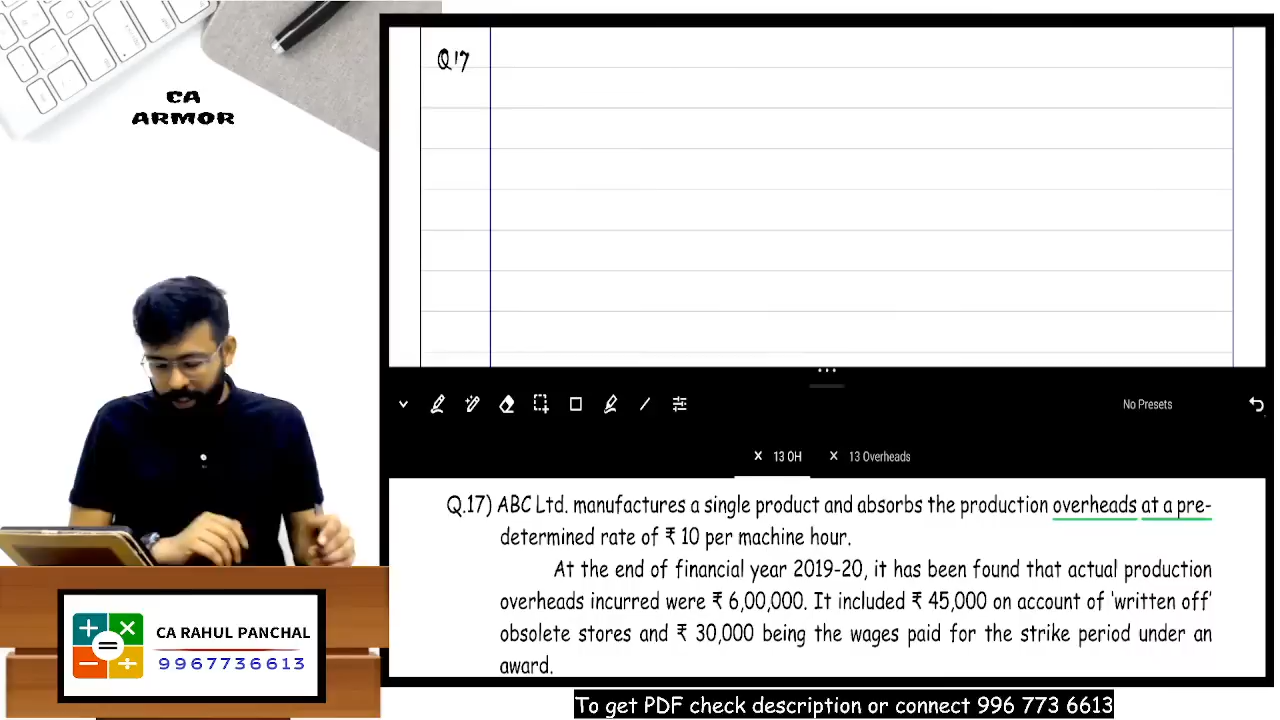 CA
ARMOR
Q17
No Presets
× 13 OH × 13 Overheads
Q.17) ABC Ltd. manufactures a single product and absorbs the production overheads at a pre-
determined rate of ₹ 10 per machine hour.
At the end of financial year 2019-20, it has been found that actual production
overheads incurred were ₹ 6,00,000. It included ₹ 45,000 on account of 'written off'
obsolete stores and ₹ 30,000 being the wages paid for the strike period under an
award.
CA RAHUL PANCHAL
9967736613
To get PDF check description or connect 996 773 6613